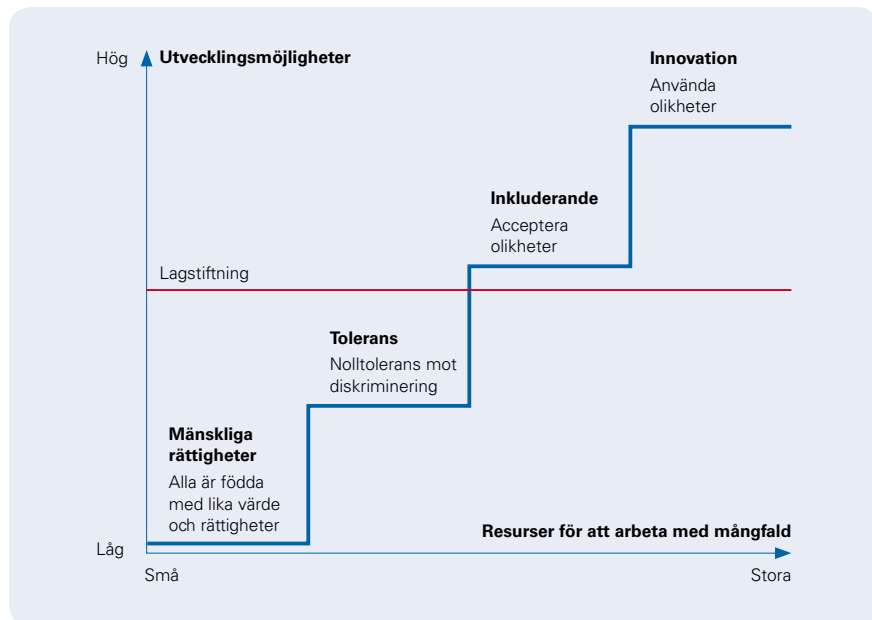 Hög
Utvecklingsmöjligheter
Innovation
Använda
olikheter
Inkluderande
Acceptera
olikheter
Lagstiftning
Tolerans
Nolltolerans mot
diskriminering
Mänskliga
rättigheter
Alla är födda
med lika värde
och rättigheter
Resurser för att arbeta med mångfald
Låg
Små
Stora